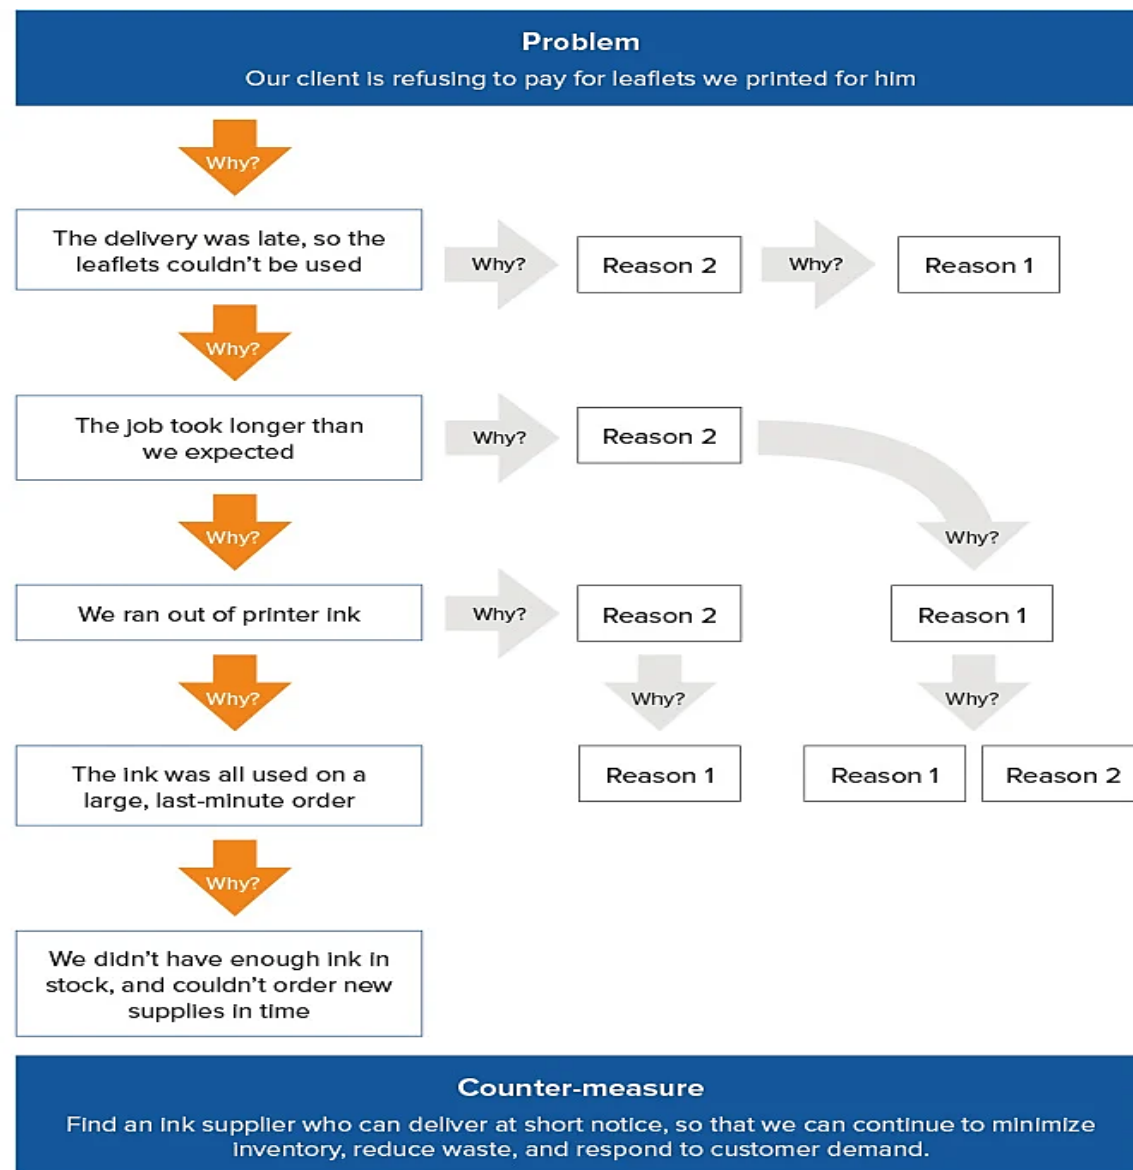 Problem
Our client is refusing to pay for leaflets we printed for him
Why?
The delivery was late, so the
leaflets couldn't be used
Why?
Reason 2
Why?
Reason 1
Why?
The job took longer than
we expected
Why?
Reason 2
Why?
Why?
We ran out of printer ink
Why?
Reason 2
Reason 1
Why?
Why?
Why?
The ink was all used on a
large, last-minute order
Reason 1
Reason 1
Reason 2
Why?
We didn't have enough ink in
stock, and couldn't order new
supplies in time
Counter-measure
Find an ink supplier who can deliver at short notice, so that we can continue to minimize
inventory, reduce waste, and respond to customer demand.